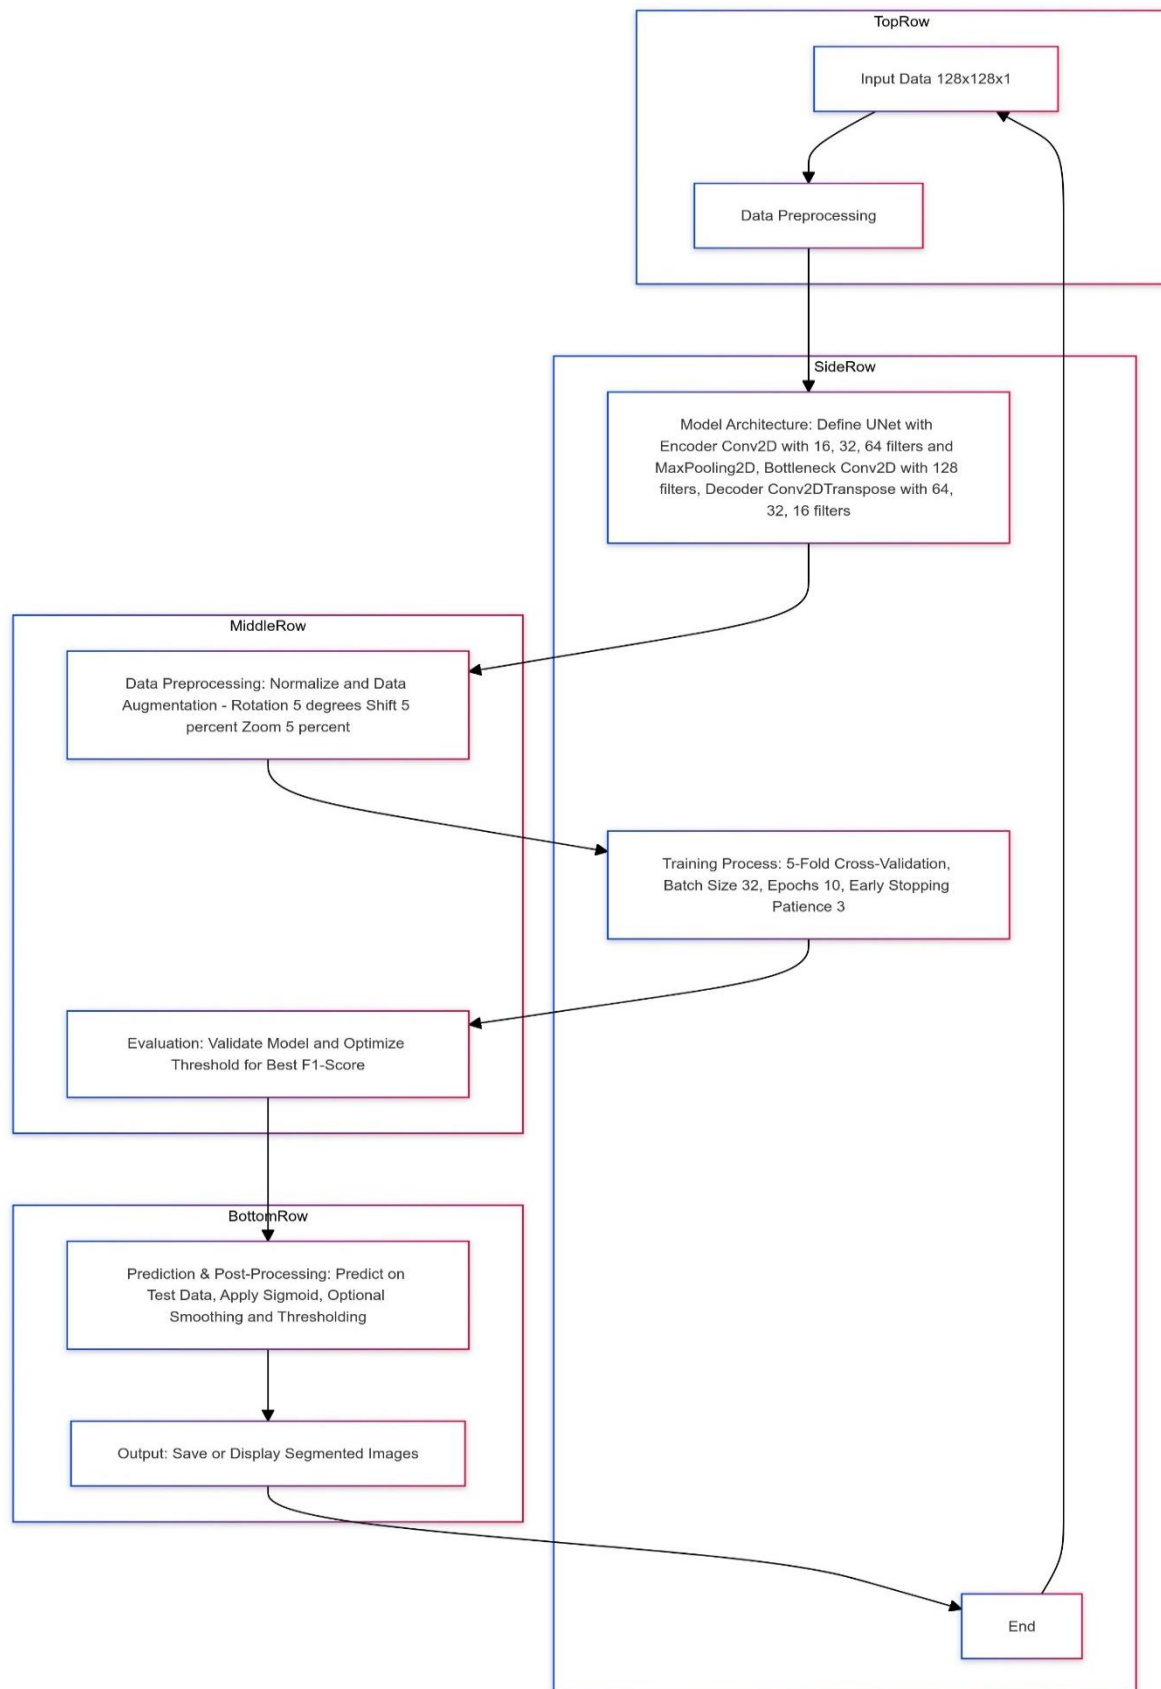 TopRow
Input Data 128x128x1
Data Preprocessing
SideRow
Model Architecture: Define UNet with
Encoder Conv2D with 16, 32, 64 filters and
MaxPooling2D, Bottleneck Conv2D with 128
filters, Decoder Conv2DTranspose with 64,
32, 16 filters
MiddleRow
Data Preprocessing: Normalize and Data
Augmentation - Rotation 5 degrees Shift 5
percent Zoom 5 percent
Training Process: 5-Fold Cross-Validation,
Batch Size 32, Epochs 10, Early Stopping
Patience 3
Evaluation: Validate Model and Optimize
Threshold for Best F1-Score
BottomRow
Prediction & Post-Processing: Predict on
Test Data, Apply Sigmoid, Optional
Smoothing and Thresholding
Output: Save or Display Segmented Images
End